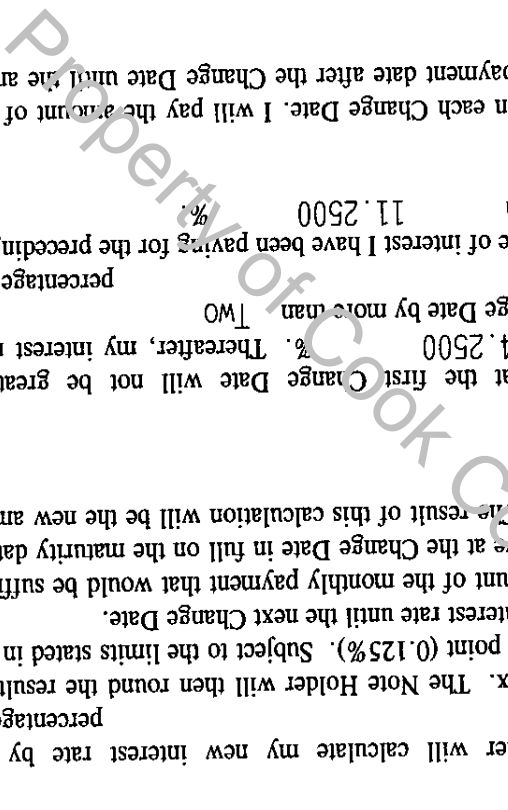 er will calculate my new interest rate by
percentage
x. The Note Holder will then round the result
point (0.125%). Subject to the limits stated in
nterest rate until the next Change Date.
unt of the monthly payment that would be suffi
e at the Change Date in full on the maturity dat
The result of this calculation will be the new am
at the first Change Date will not be great
4.2500 %. Thereafter, my interest r
ge Date by more than TWO
percentage
e of interest I have been paying for the preceding
11.2500 %.
n each Change Date. I will pay the amount of
payment date after the Change Date until the am
Property of Cook Co